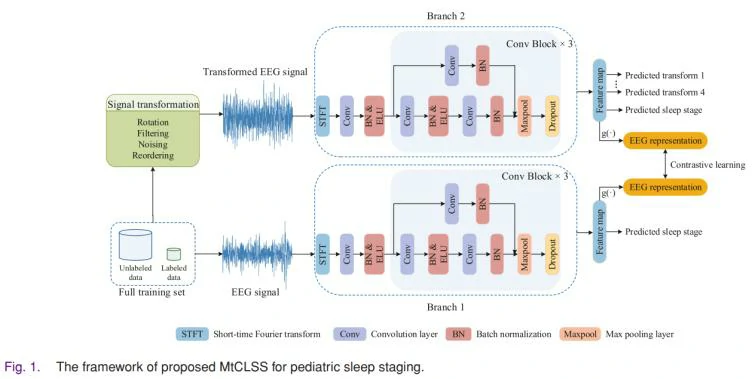 Branch 2
Conv Block × 3
Transformed EEG signal
Signal transformation
Rotation
Filtering
Noising
Reordering
STFT
Conv
BN & ELU
Conv
BN & ELU
Conv
BN
Conv
BN
Maxpool
Dropout
Feature map
Predicted transform 1
Predicted transform 4
Predicted sleep stage
g(·)
EEG representation
Contrastive learning
EEG representation
g(·)
Conv Block × 3
STFT
Conv
BN & ELU
Conv
BN & ELU
Conv
BN
Conv
BN
Maxpool
Dropout
Feature map
Predicted sleep stage
Unlabeled data
Labeled data
Full training set
EEG signal
Branch 1
STFT Short-time Fourier transform Conv Convolution layer BN Batch normalization Maxpool Max pooling layer
Fig. 1. The framework of proposed MtCLSS for pediatric sleep staging.